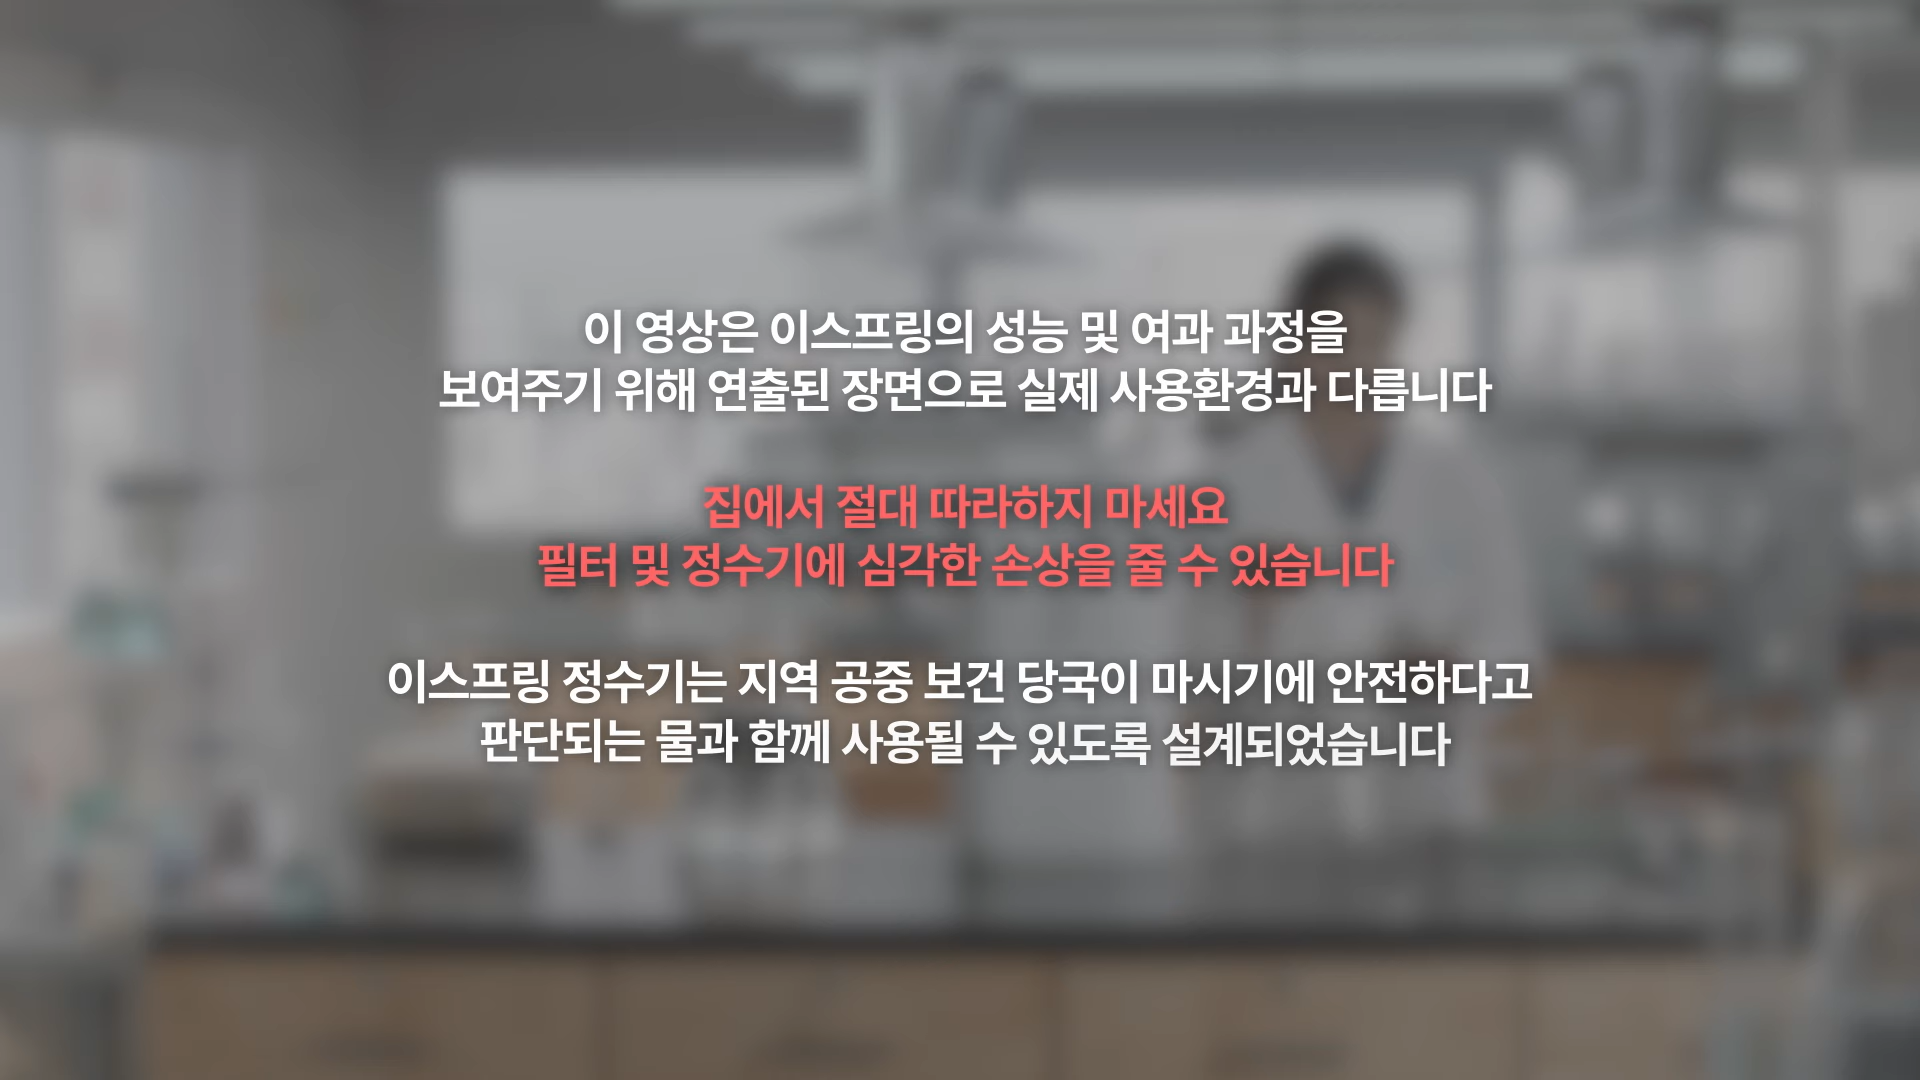 이 영상은 이스프링의 성능 및 여과 과정을
보여주기 위해 연출된 장면으로 실제 사용환경과 다릅니다
집에서 절대 따라하지 마세요
필터 및 정수기에 심각한 손상을 줄 수 있습니다
이스프링 정수기는 지역 공중 보건 당국이 마시기에 안전하다고
판단되는 물과 함께 사용될 수 있도록 설계되었습니다